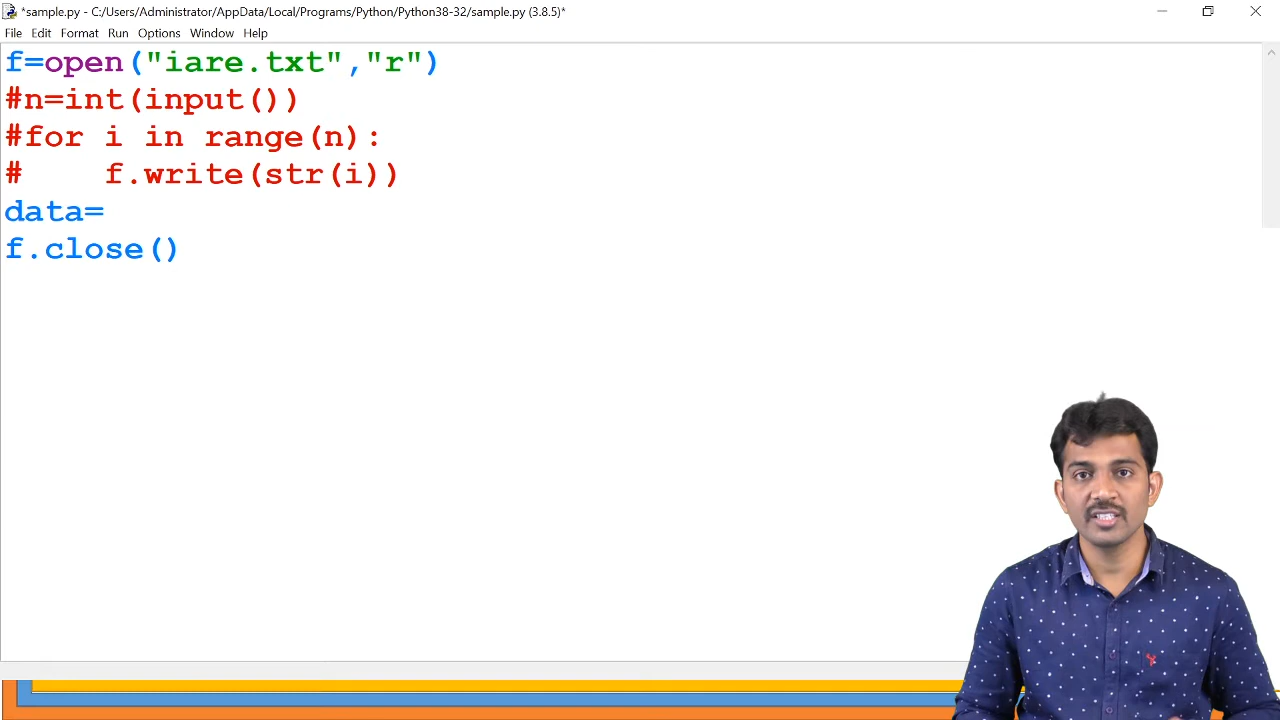 *sample.py - C:/Users/Administrator/AppData/Local/Programs/Python/Python38-32/sample.py (3.8.5)*
File Edit Format Run Options Window Help
f=open("iare.txt","r")
#n=int(input())
#for i in range(n):
#    f.write(str(i))
data=
f.close()